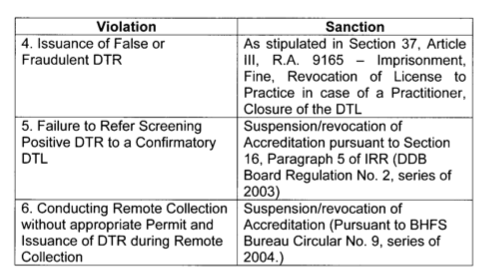 Violation
Sanction
4. Issuance of False or
Fraudulent DTR
As stipulated in Section 37, Article
III, R.A. 9165 – Imprisonment,
Fine, Revocation of License to
Practice in case of a Practitioner,
Closure of the DTL
5. Failure to Refer Screening
Positive DTR to a Confirmatory
DTL
Suspension/revocation of
Accreditation pursuant to Section
16, Paragraph 5 of IRR (DDB
Board Regulation No. 2, series of
2003)
6. Conducting Remote Collection
without appropriate Permit and
Issuance of DTR during Remote
Collection
Suspension/revocation of
Accreditation (Pursuant to BHFS
Bureau Circular No. 9, series of
2004.)